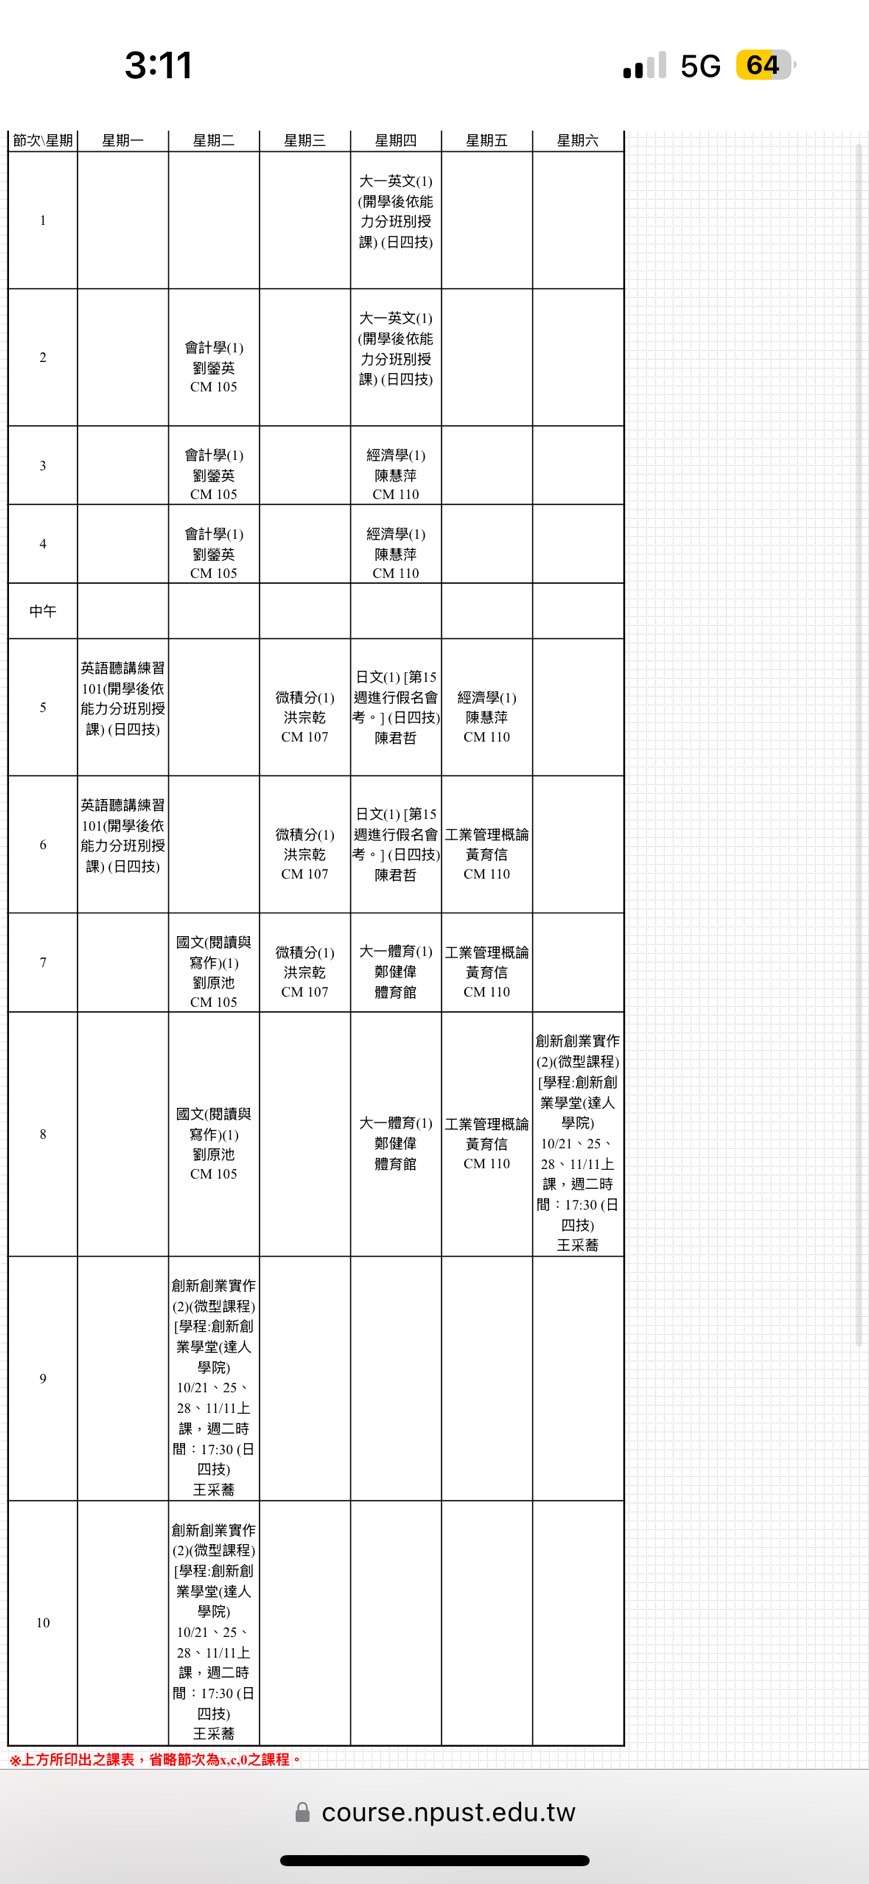 3:11
5G 64
節次\星期 星期一 星期二 星期三 星期四 星期五 星期六
1
大一英文(1)
(開學後依能
力分班別授
課) (日四技)
2
會計學(1)
劉鎣英
CM 105
大一英文(1)
(開學後依能
力分班別授
課) (日四技)
3
會計學(1)
劉鎣英
CM 105
經濟學(1)
陳慧萍
CM 110
4
會計學(1)
劉鎣英
CM 105
經濟學(1)
陳慧萍
CM 110
中午
5
英語聽講練習
101(開學後依
能力分班別授
課) (日四技)
微積分(1)
洪宗乾
CM 107
日文(1) [第15
週進行假名會
考。] (日四技)
陳君哲
經濟學(1)
陳慧萍
CM 110
6
英語聽講練習
101(開學後依
能力分班別授
課) (日四技)
微積分(1)
洪宗乾
CM 107
日文(1) [第15
週進行假名會
考。] (日四技)
陳君哲
工業管理概論
黃育信
CM 110
7
國文(閱讀與
寫作)(1)
劉原池
CM 105
微積分(1)
洪宗乾
CM 107
大一體育(1)
鄭健偉
體育館
工業管理概論
黃育信
CM 110
8
國文(閱讀與
寫作)(1)
劉原池
CM 105
大一體育(1)
鄭健偉
體育館
工業管理概論
黃育信
CM 110
創新創業實作
(2)(微型課程)
[學程:創新創
業學堂(達人
學院)
10/21、25、
28、11/11上
課，週二時
間：17:30 (日
四技)
王采蕎
9
創新創業實作
(2)(微型課程)
[學程:創新創
業學堂(達人
學院)
10/21、25、
28、11/11上
課，週二時
間：17:30 (日
四技)
王采蕎
10
創新創業實作
(2)(微型課程)
[學程:創新創
業學堂(達人
學院)
10/21、25、
28、11/11上
課，週二時
間：17:30 (日
四技)
王采蕎
※上方所印出之課表，省略節次為x,c,0之課程。
course.npust.edu.tw